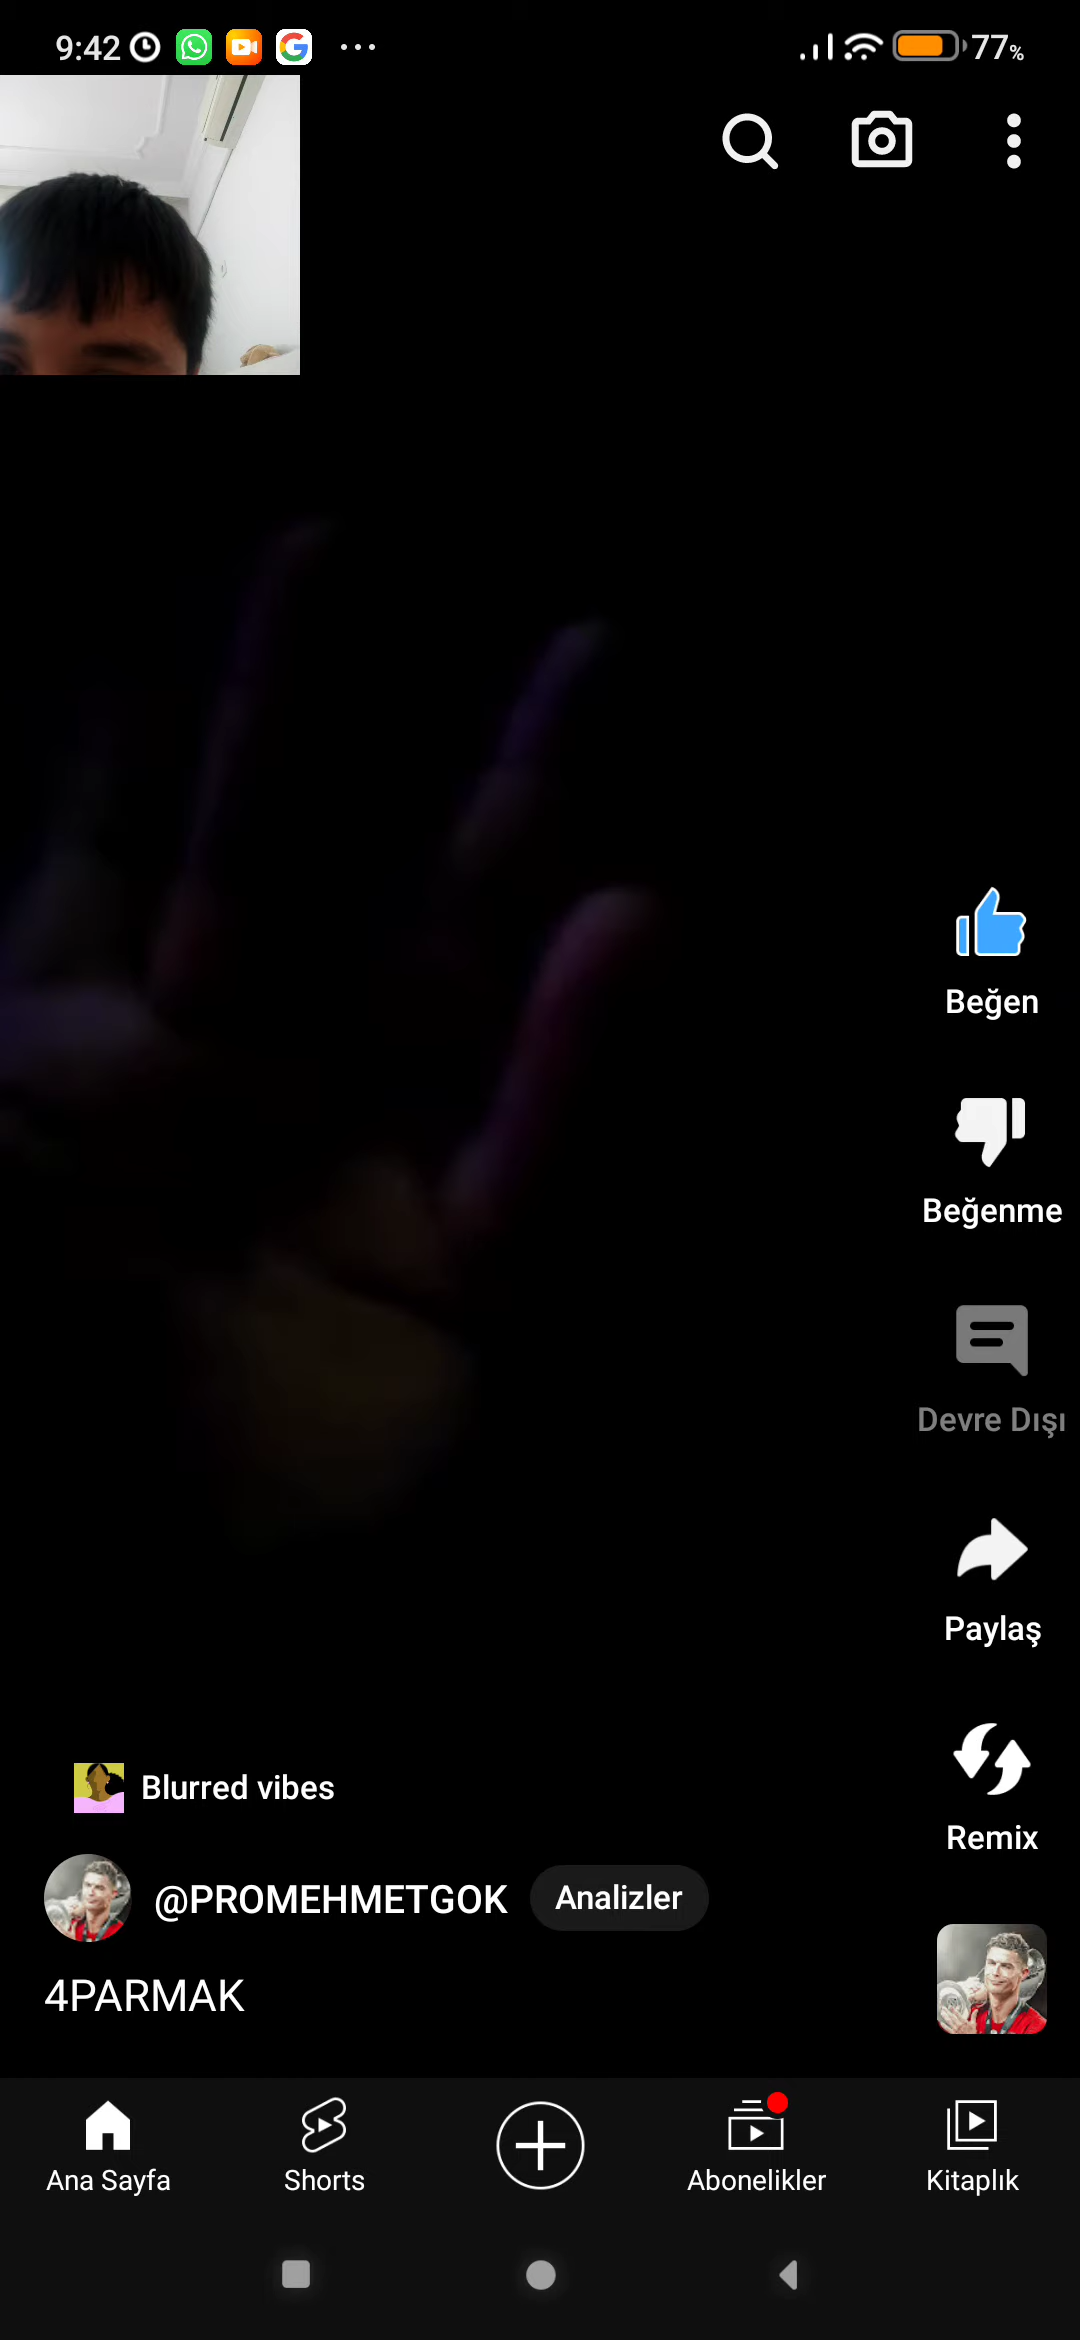 9:42
77%
Beğen
Beğenme
Devre Dışı
Paylaş
Remix
Blurred vibes
@PROMEHMETGOK Analizler
4PARMAK
Ana Sayfa Shorts Abonelikler Kitaplık